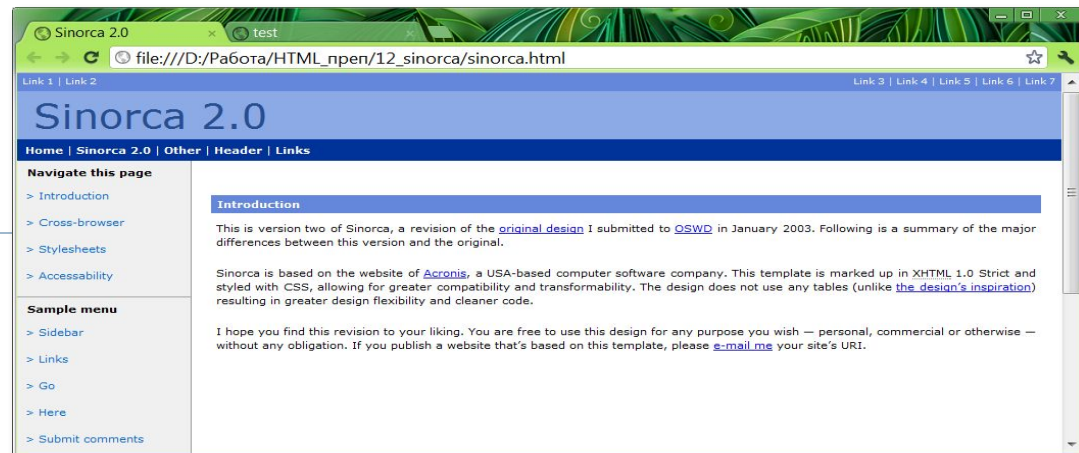 Sinorca 2.0 × test ×
file:///D:/Работа/HTML_преп/12_sinorca/sinorca.html
Link 1 | Link 2
Link 3 | Link 4 | Link 5 | Link 6 | Link 7
Sinorca 2.0
Home | Sinorca 2.0 | Other | Header | Links
Navigate this page
> Introduction
> Cross-browser
> Stylesheets
> Accessability
Sample menu
> Sidebar
> Links
> Go
> Here
> Submit comments
Introduction
This is version two of Sinorca, a revision of the original design I submitted to OSWD in January 2003. Following is a summary of the major
differences between this version and the original.
Sinorca is based on the website of Acronis, a USA-based computer software company. This template is marked up in XHTML 1.0 Strict and
styled with CSS, allowing for greater compatibility and transformability. The design does not use any tables (unlike the design’s inspiration)
resulting in greater design flexibility and cleaner code.
I hope you find this revision to your liking. You are free to use this design for any purpose you wish — personal, commercial or otherwise —
without any obligation. If you publish a website that’s based on this template, please e-mail me your site’s URI.